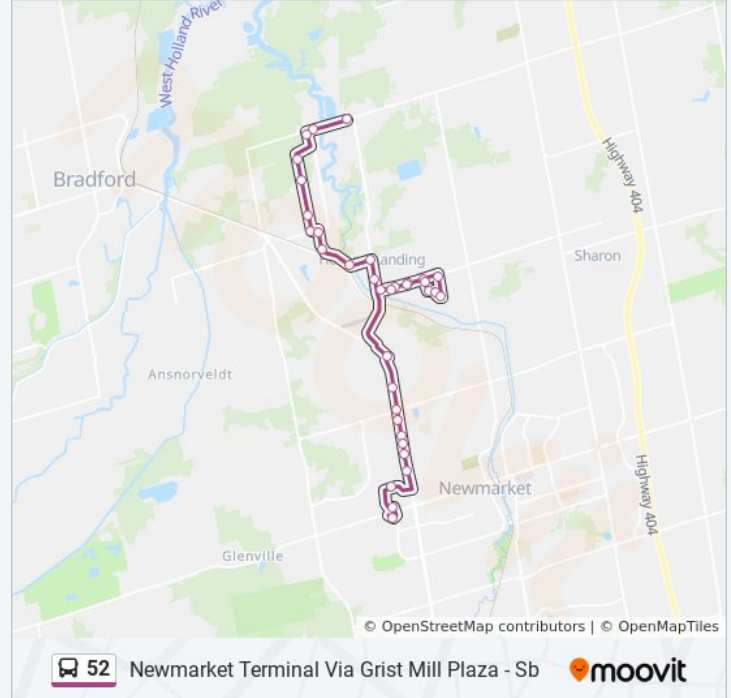 West Holland River
Bradford
Highway 404
Sharon
Landing
Ansnorveldt
Newmarket
Highway 404
Glenville
© OpenStreetMap contributors | © OpenMapTiles
52 Newmarket Terminal Via Grist Mill Plaza - Sb
moovit